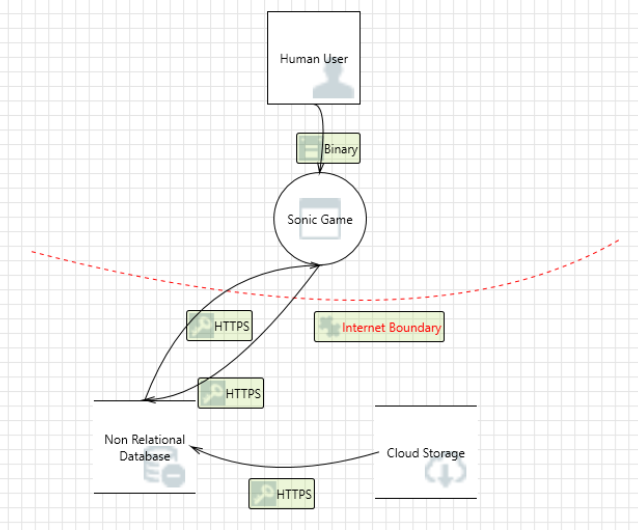 Human User
Binary
Sonic Game
HTTPS
Internet Boundary
HTTPS
Non Relational
Database
Cloud Storage
HTTPS